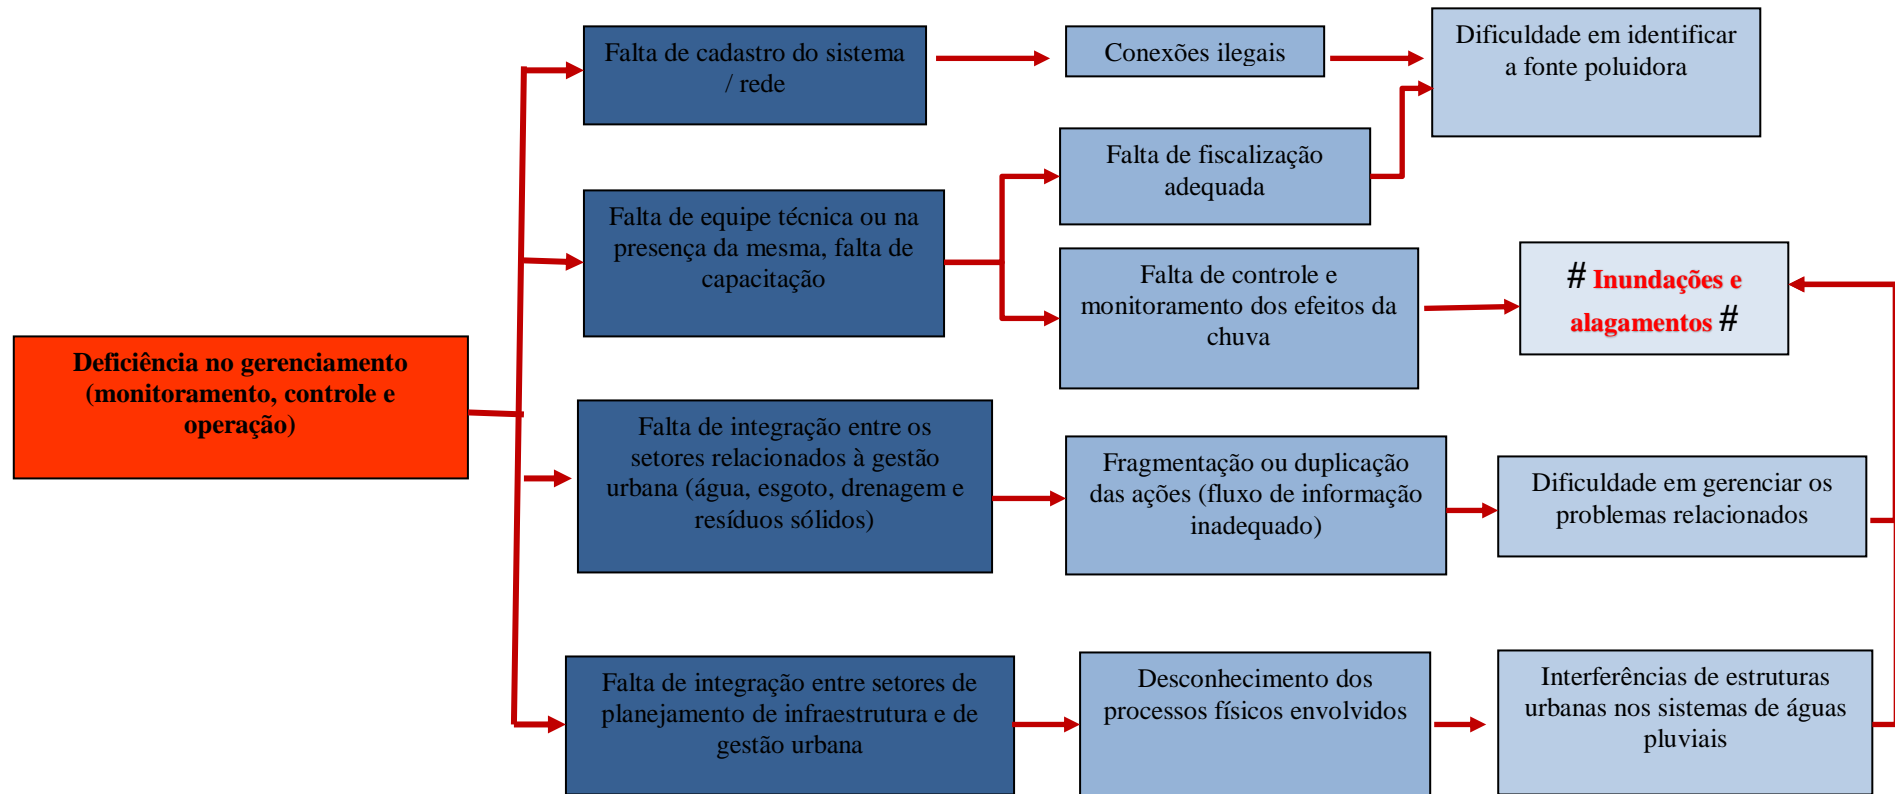 Falta de cadastro do sistema
/ rede
Conexões ilegais
Dificuldade em identificar
a fonte poluidora
Falta de fiscalização
adequada
Falta de equipe técnica ou na
presença da mesma, falta de
capacitação
Falta de controle e
monitoramento dos efeitos da
chuva
# Inundações e
alagamentos #
Deficiência no gerenciamento
(monitoramento, controle e
operação)
Falta de integração entre os
setores relacionados à gestão
urbana (água, esgoto, drenagem e
resíduos sólidos)
Fragmentação ou duplicação
das ações (fluxo de informação
inadequado)
Dificuldade em gerenciar os
problemas relacionados
Falta de integração entre setores de
planejamento de infraestrutura e de
gestão urbana
Desconhecimento dos
processos físicos envolvidos
Interferências de estruturas
urbanas nos sistemas de águas
pluviais